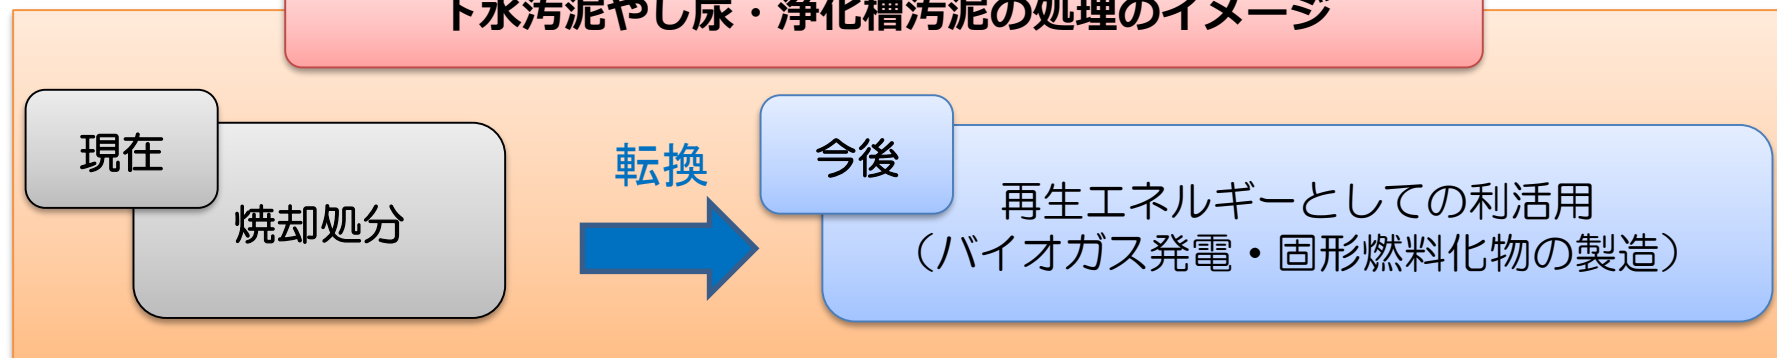 下水汚泥やし尿・浄化槽汚泥の処理のイメージ
現在
焼却処分
転換
今後
再生エネルギーとしての利活用
（バイオガス発電・固形燃料化物の製造）